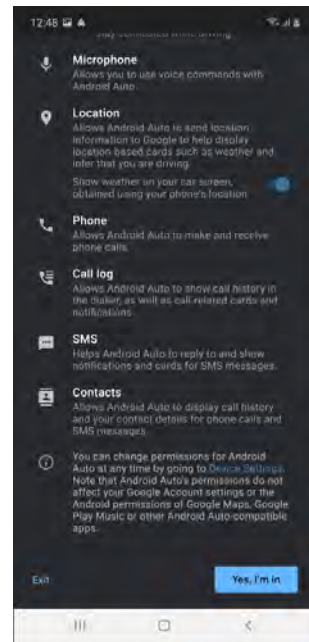 12:48
stay connected while driving.
Microphone
Allows you to use voice commands with
Android Auto.
Location
Allows Android Auto to send location
information to Google to help display
location based cards such as weather and
infer that you are driving.
Show weather on your car screen,
obtained using your phone's location
Phone
Allows Android Auto to make and receive
phone calls.
Call log
Allows Android Auto to show call history in
the dialer, as well as call-related cards and
notifications.
SMS
Helps Android Auto to reply to and show
notifications and cards for SMS messages.
Contacts
Allows Android Auto to display call history
and your contact details for phone calls and
SMS messages.
You can change permissions for Android
Auto at any time by going to Device Settings.
Note that Android Auto's permissions do not
affect your Google Account settings or the
Android permissions of Google Maps, Google
Play Music or other Android Auto-compatible
apps.
Exit
Yes, I'm in